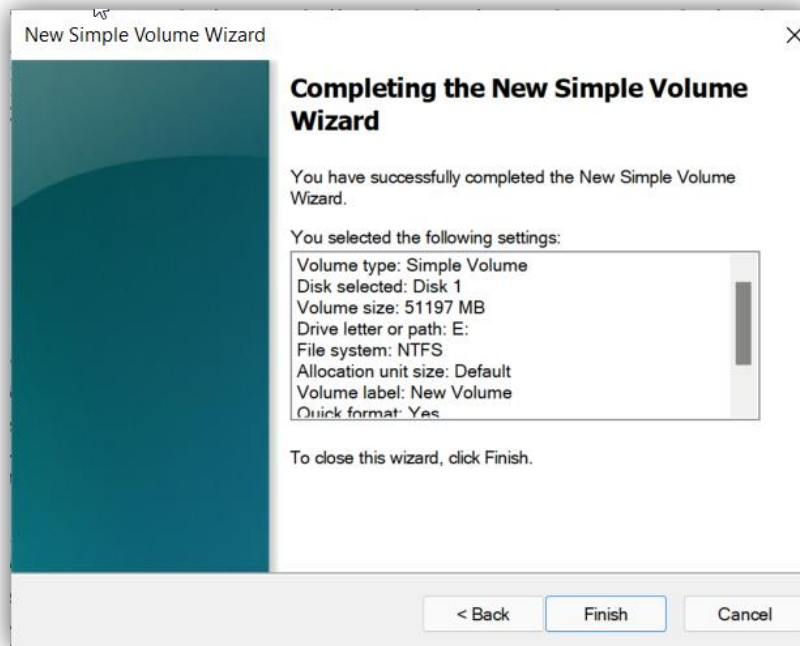 New Simple Volume Wizard
Completing the New Simple Volume
Wizard
You have successfully completed the New Simple Volume
Wizard.
You selected the following settings:
Volume type: Simple Volume
Disk selected: Disk 1
Volume size: 51197 MB
Drive letter or path: E:
File system: NTFS
Allocation unit size: Default
Volume label: New Volume
Quick format: Yes
To close this wizard, click Finish.
< Back
Finish
Cancel